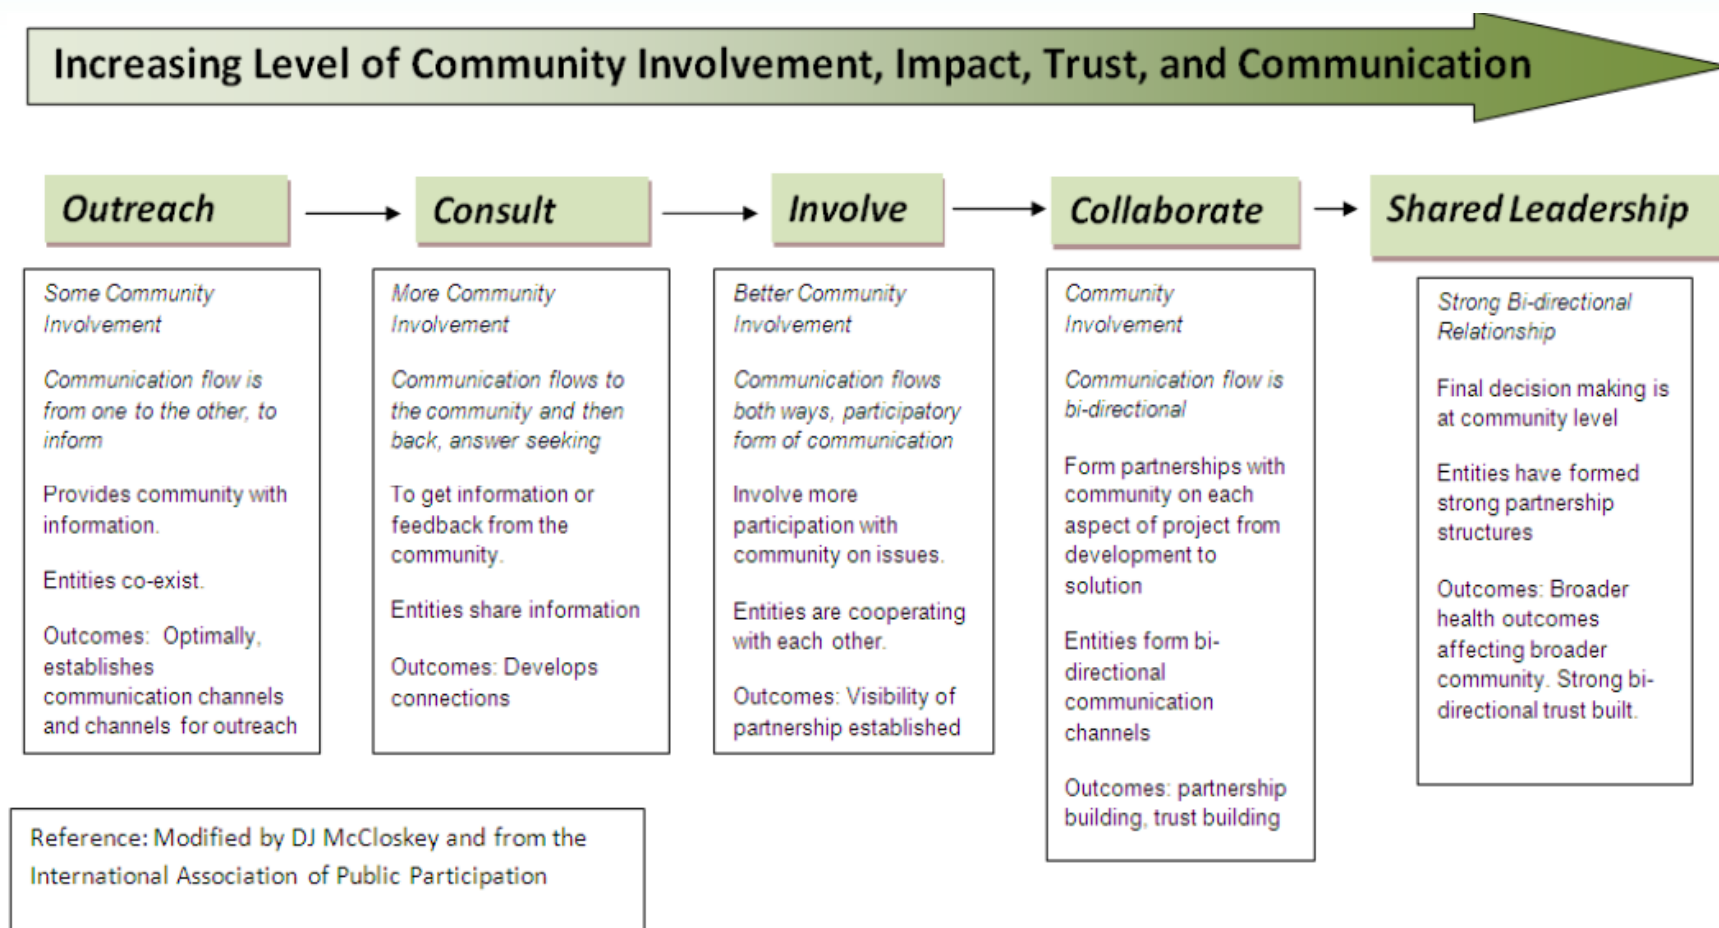 Increasing Level of Community Involvement, Impact, Trust, and Communication
Outreach
Some Community
Involvement
Communication flow is
from one to the other, to
inform
Provides community with
information.
Entities co-exist.
Outcomes: Optimally,
establishes
communication channels
and channels for outreach
Consult
More Community
Involvement
Communication flows to
the community and then
back, answer seeking
To get information or
feedback from the
community.
Entities share information
Outcomes: Develops
connections
Involve
Better Community
Involvement
Communication flows
both ways, participatory
form of communication
Involve more
participation with
community on issues.
Entities are cooperating
with each other.
Outcomes: Visibility of
partnership established
Collaborate
Community
Involvement
Communication flow is
bi-directional
Form partnerships with
community on each
aspect of project from
development to
solution
Entities form bi-
directional
communication
channels
Outcomes: partnership
building, trust building
Shared Leadership
Strong Bi-directional
Relationship
Final decision making is
at community level
Entities have formed
strong partnership
structures
Outcomes: Broader
health outcomes
affecting broader
community. Strong bi-
directional trust built.
Reference: Modified by DJ McCloskey and from the
International Association of Public Participation